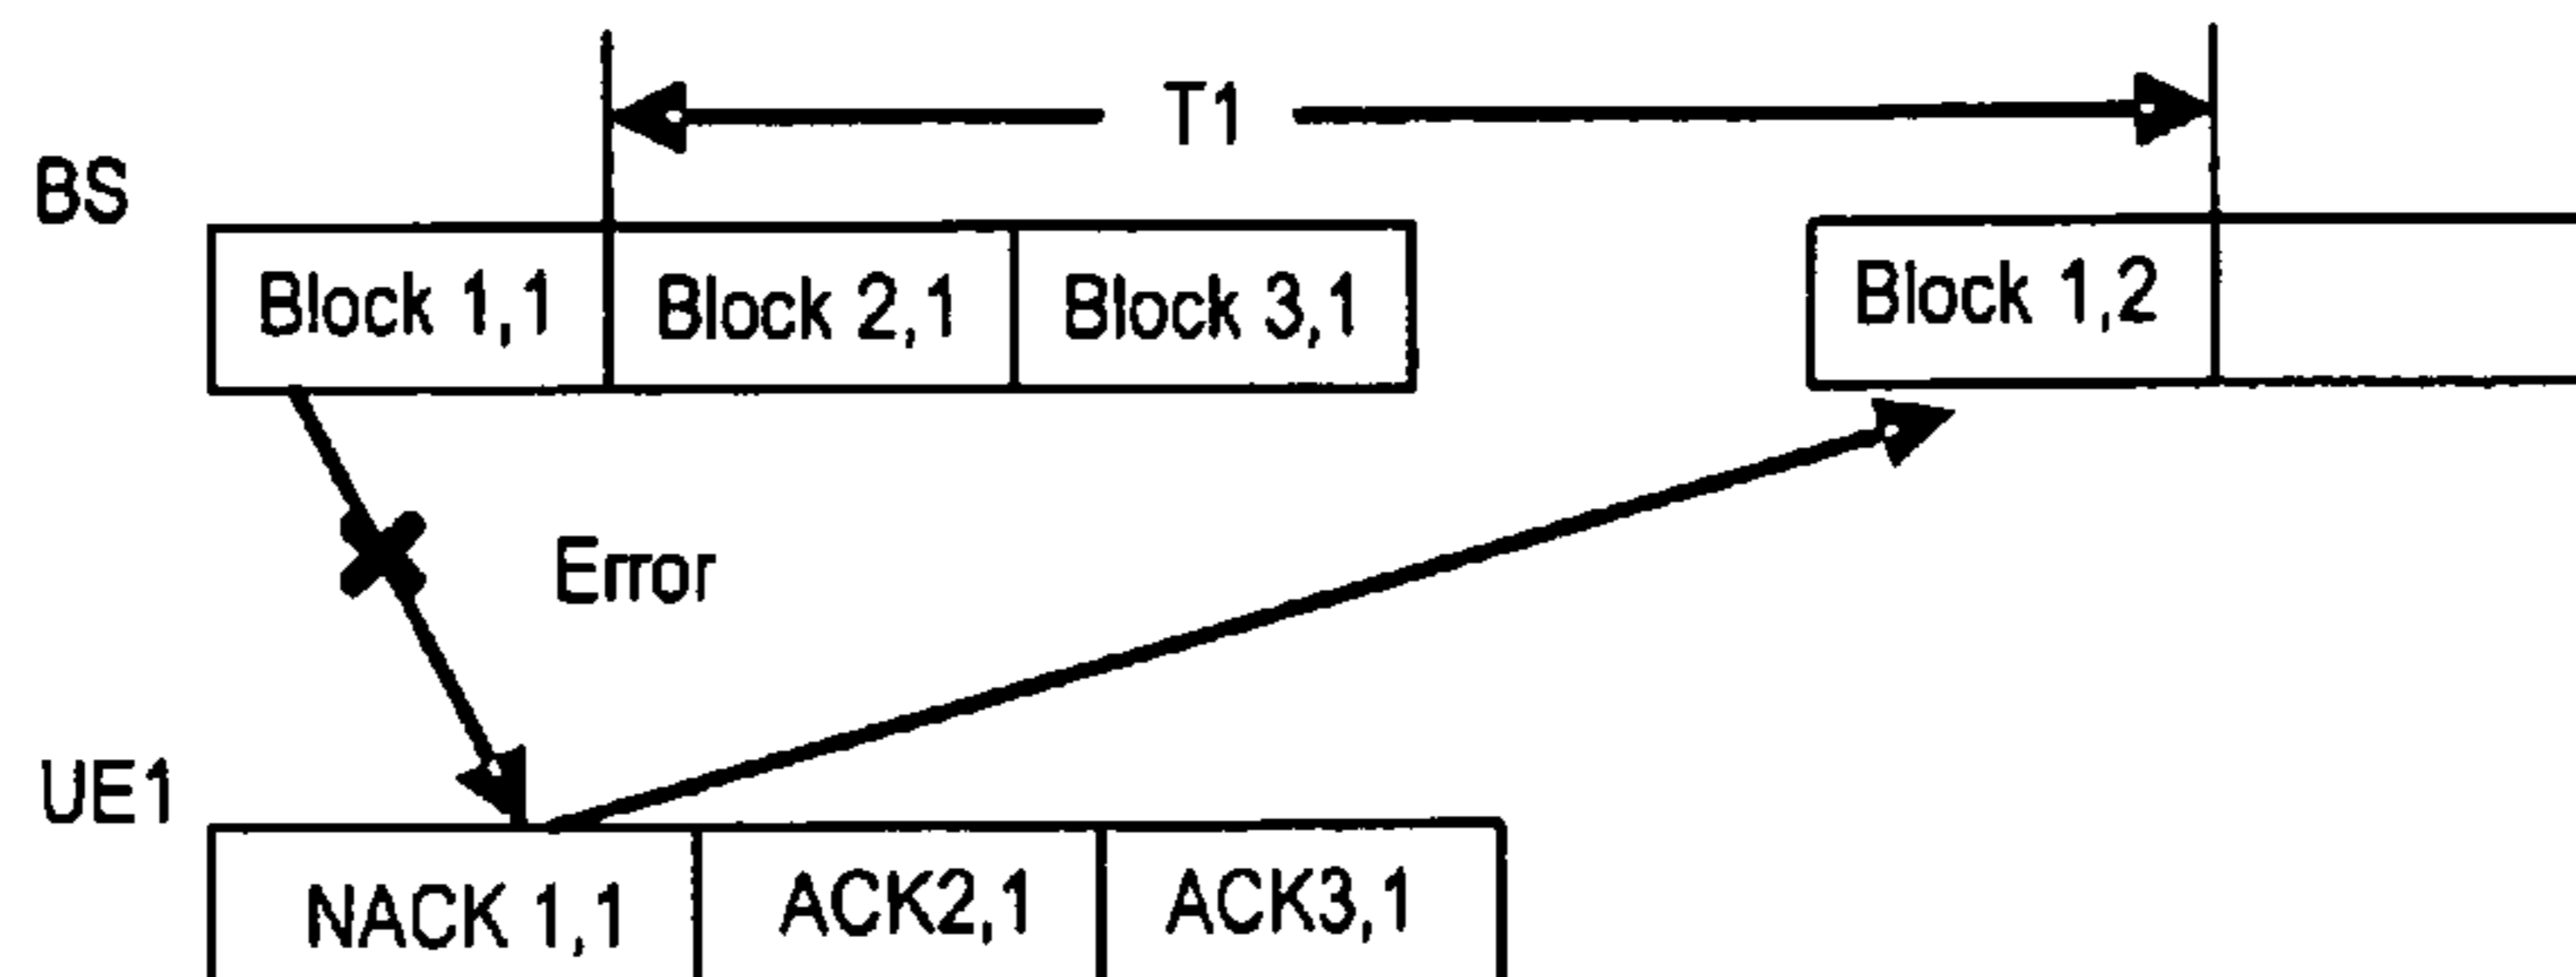 T1
BS
Block 1,1 Block 2,1 Block 3,1 Block 1,2
Error
UE1
NACK 1,1 ACK2,1 ACK3,1